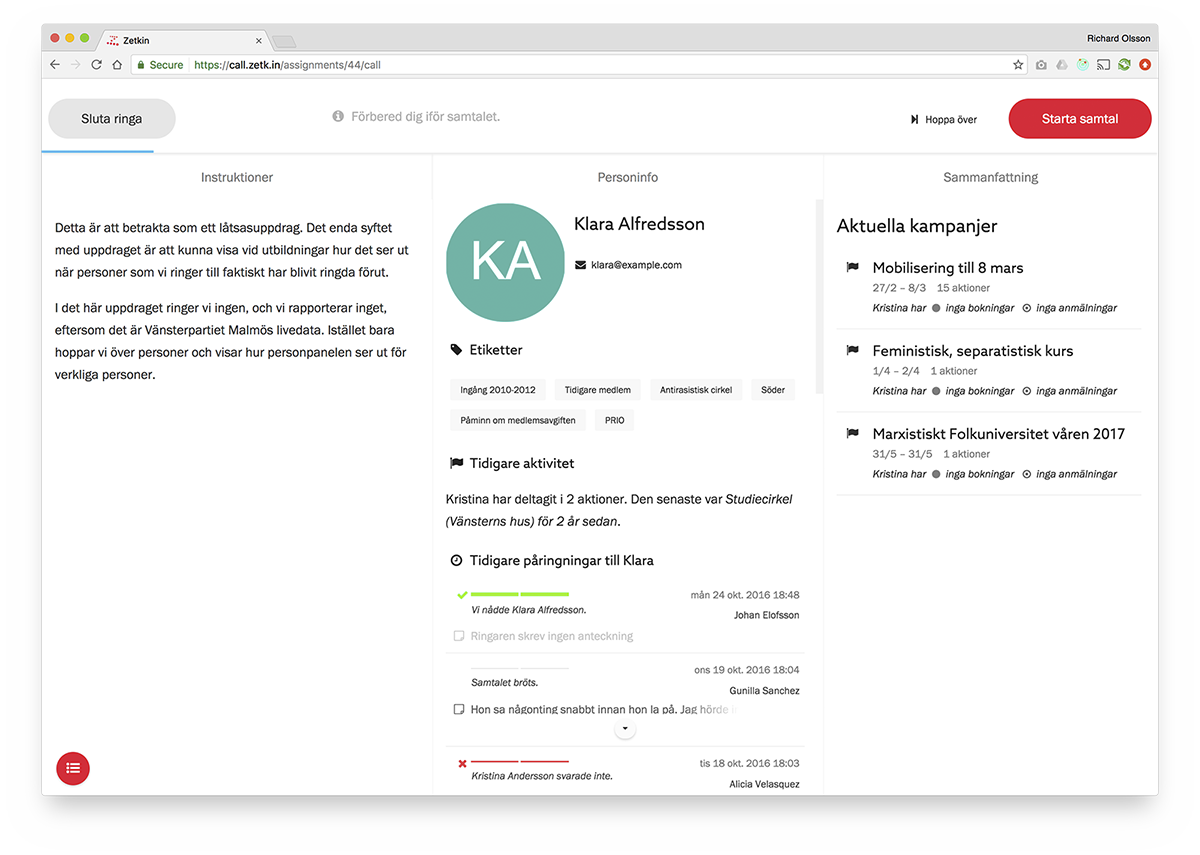 Zetkin
Richard Olsson
Secure https://call.zetk.in/assignments/44/call
Sluta ringa
Förbered dig iför samtalet.
Hoppa över
Starta samtal
Instruktioner
Detta är att betrakta som ett låtsasuppdrag. Det enda syftet
med uppdraget är att kunna visa vid utbildningar hur det ser ut
när personer som vi ringer till faktiskt har blivit ringda förut.
I det här uppdraget ringer vi ingen, och vi rapporterar inget,
eftersom det är Vänsterpartiet Malmös livedata. Istället bara
hoppar vi över personer och visar hur personpanelen ser ut för
verkliga personer.
Personinfo
KA
Klara Alfredsson
klara@example.com
Etiketter
Ingång 2010-2012
Tidigare medlem
Antirasistisk cirkel
Söder
Påminn om medlemsavgiften
PRIO
Tidigare aktivitet
Kristina har deltagit i 2 aktioner. Den senaste var Studiecirkel
(Vänsterns hus) för 2 år sedan.
Tidigare påringningar till Klara
mån 24 okt. 2016 18:48
Vi nådde Klara Alfredsson.
Johan Elofsson
Ringaren skrev ingen anteckning
ons 19 okt. 2016 18:04
Samtalet bröts.
Gunilla Sanchez
Hon sa någonting snabbt innan hon la på. Jag hörde
tis 18 okt. 2016 18:03
Kristina Andersson svarade inte.
Alicia Velasquez
Sammanfattning
Aktuella kampanjer
Mobilisering till 8 mars
27/2 – 8/3 15 aktioner
Kristina har inga bokningar inga anmälningar
Feministisk, separatistisk kurs
1/4 – 2/4 1 aktioner
Kristina har inga bokningar inga anmälningar
Marxistiskt Folkuniversitet våren 2017
31/5 – 31/5 1 aktioner
Kristina har inga bokningar inga anmälningar